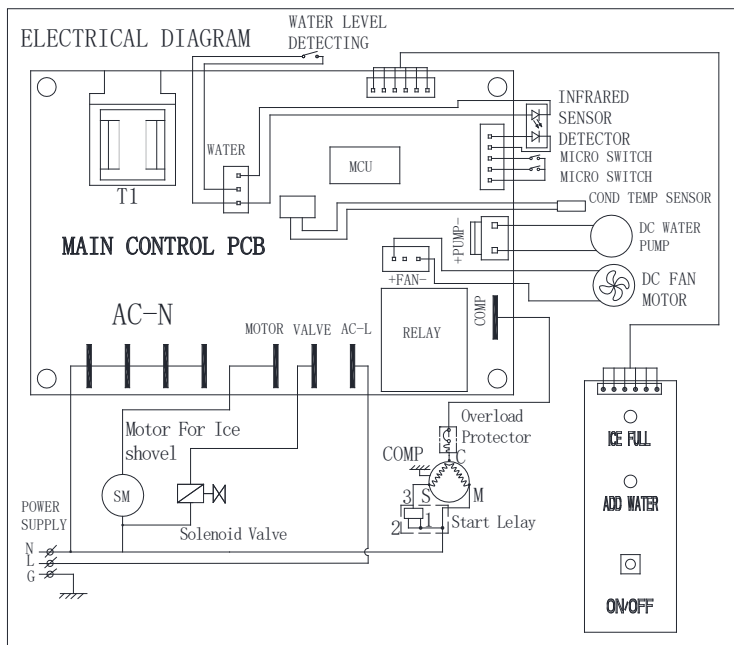 ELECTRICAL DIAGRAM
WATER LEVEL
DETECTING
INFRARED
SENSOR
DETECTOR
MICRO SWITCH
MICRO SWITCH
COND TEMP SENSOR
DC WATER
PUMP
DC FAN
MOTOR
T1
WATER
MCU
MAIN CONTROL PCB
+PUMP-
+FAN-
AC-N
MOTOR
VALVE
AC-L
RELAY
COMP
Motor For Ice
shovel
SM
Solenoid Valve
POWER
SUPPLY
N
L
G
Overload
Protector
COMP
C
S
M
3
1
2
Start Lelay
ICE FULL
ADD WATER
ON/OFF